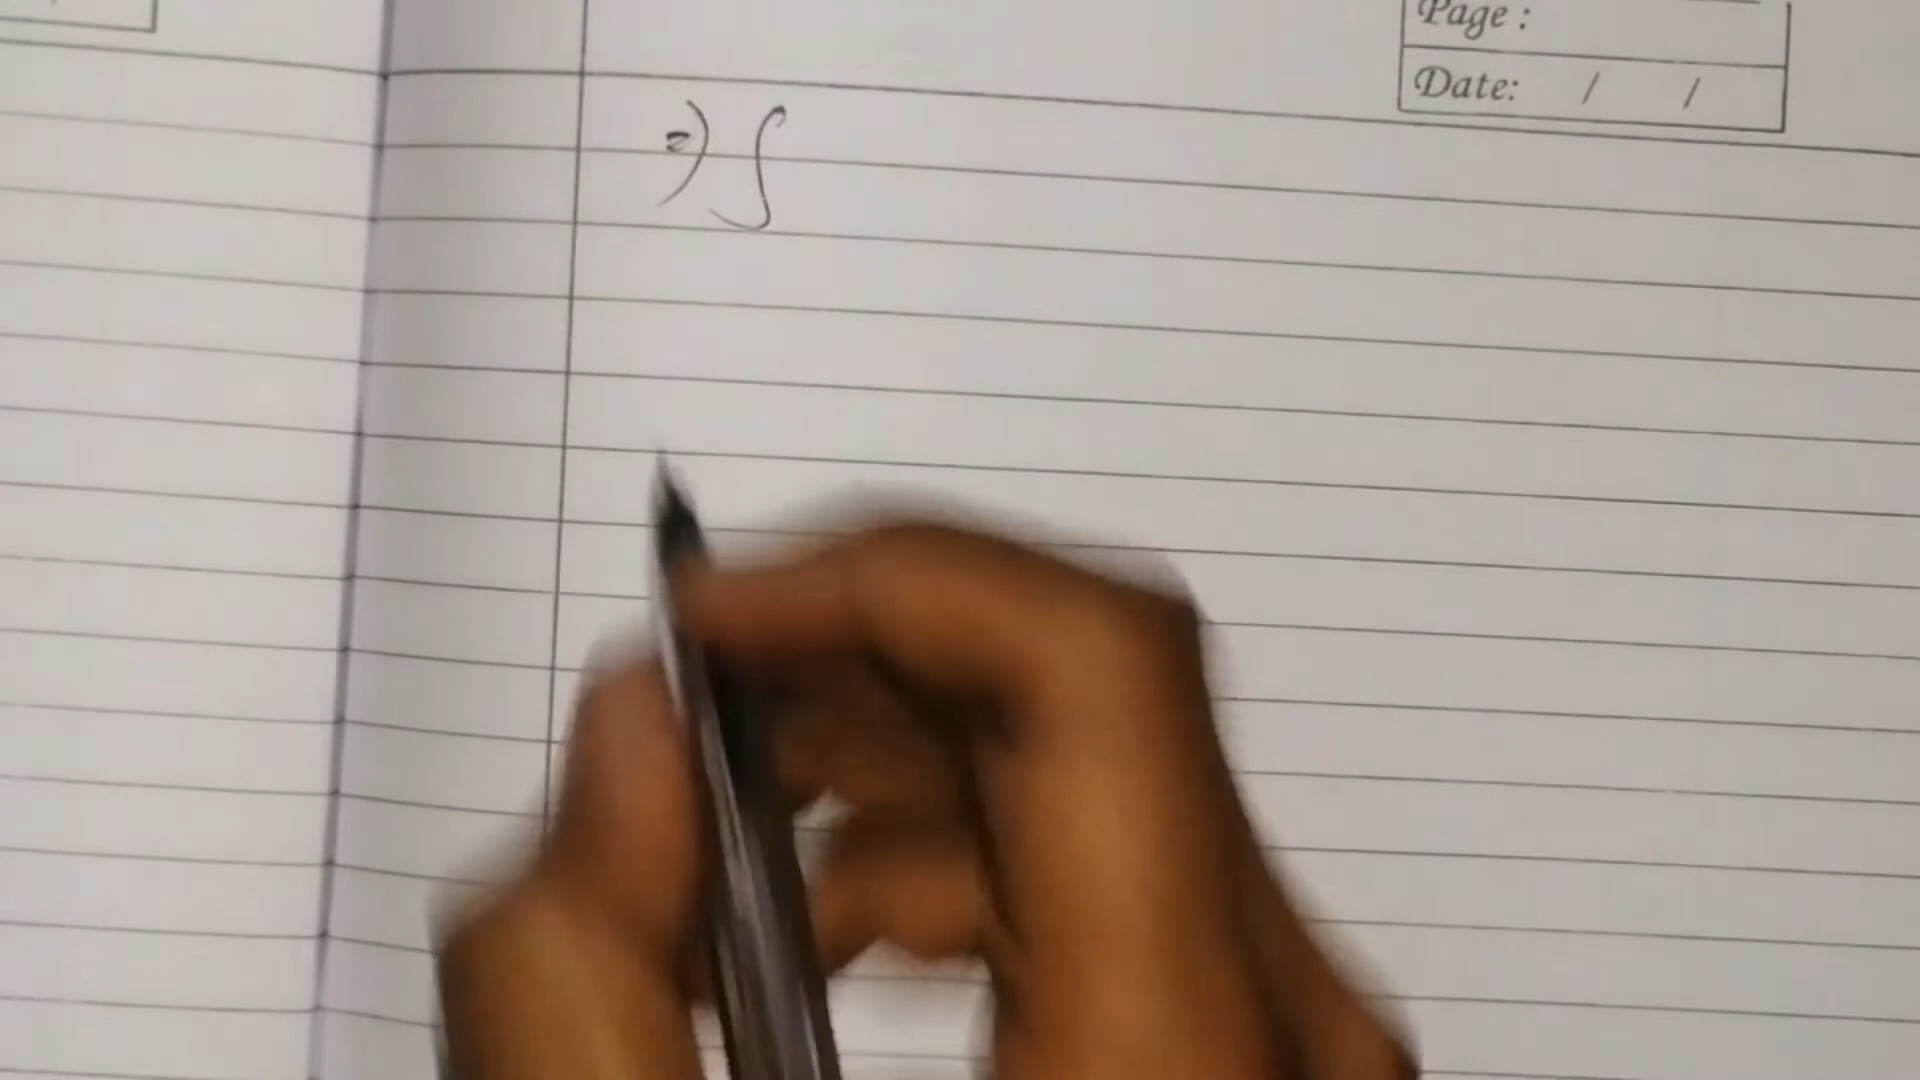 Page :
Date: / /
2) ∫